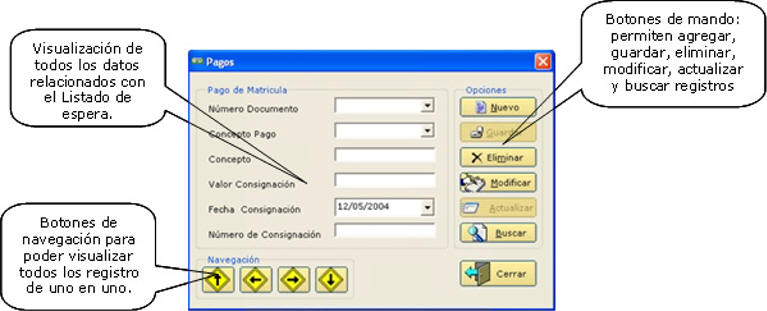 Visualización de
todos los datos
relacionados con
el Listado de
espera.
Botones de mando:
permiten agregar,
guardar, eliminar,
modificar, actualizar
y buscar registros
Pagos
Pago de Matricula
Número Documento
Concepto Pago
Concepto
Valor Consignación
Fecha Consignación
12/05/2004
Número de Consignación
Opciones
Nuevo
Guardar
Eliminar
Modificar
Actualizar
Buscar
Cerrar
Navegación
Botones de
navegación para
poder visualizar
todos los registro
de uno en uno.